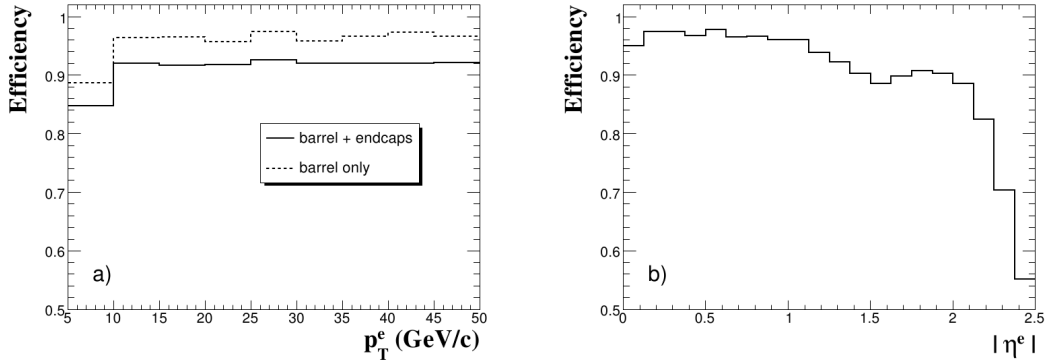 Efficiency
1
0.9
0.8
0.7
0.6
0.5
barrel + endcaps
barrel only
a)
5 10 15 20 25 30 35 40 45 50
p_T^e (GeV/c)
Efficiency
1
0.9
0.8
0.7
0.6
0.5
b)
0 0.5 1 1.5 2 2.5
| η^e |